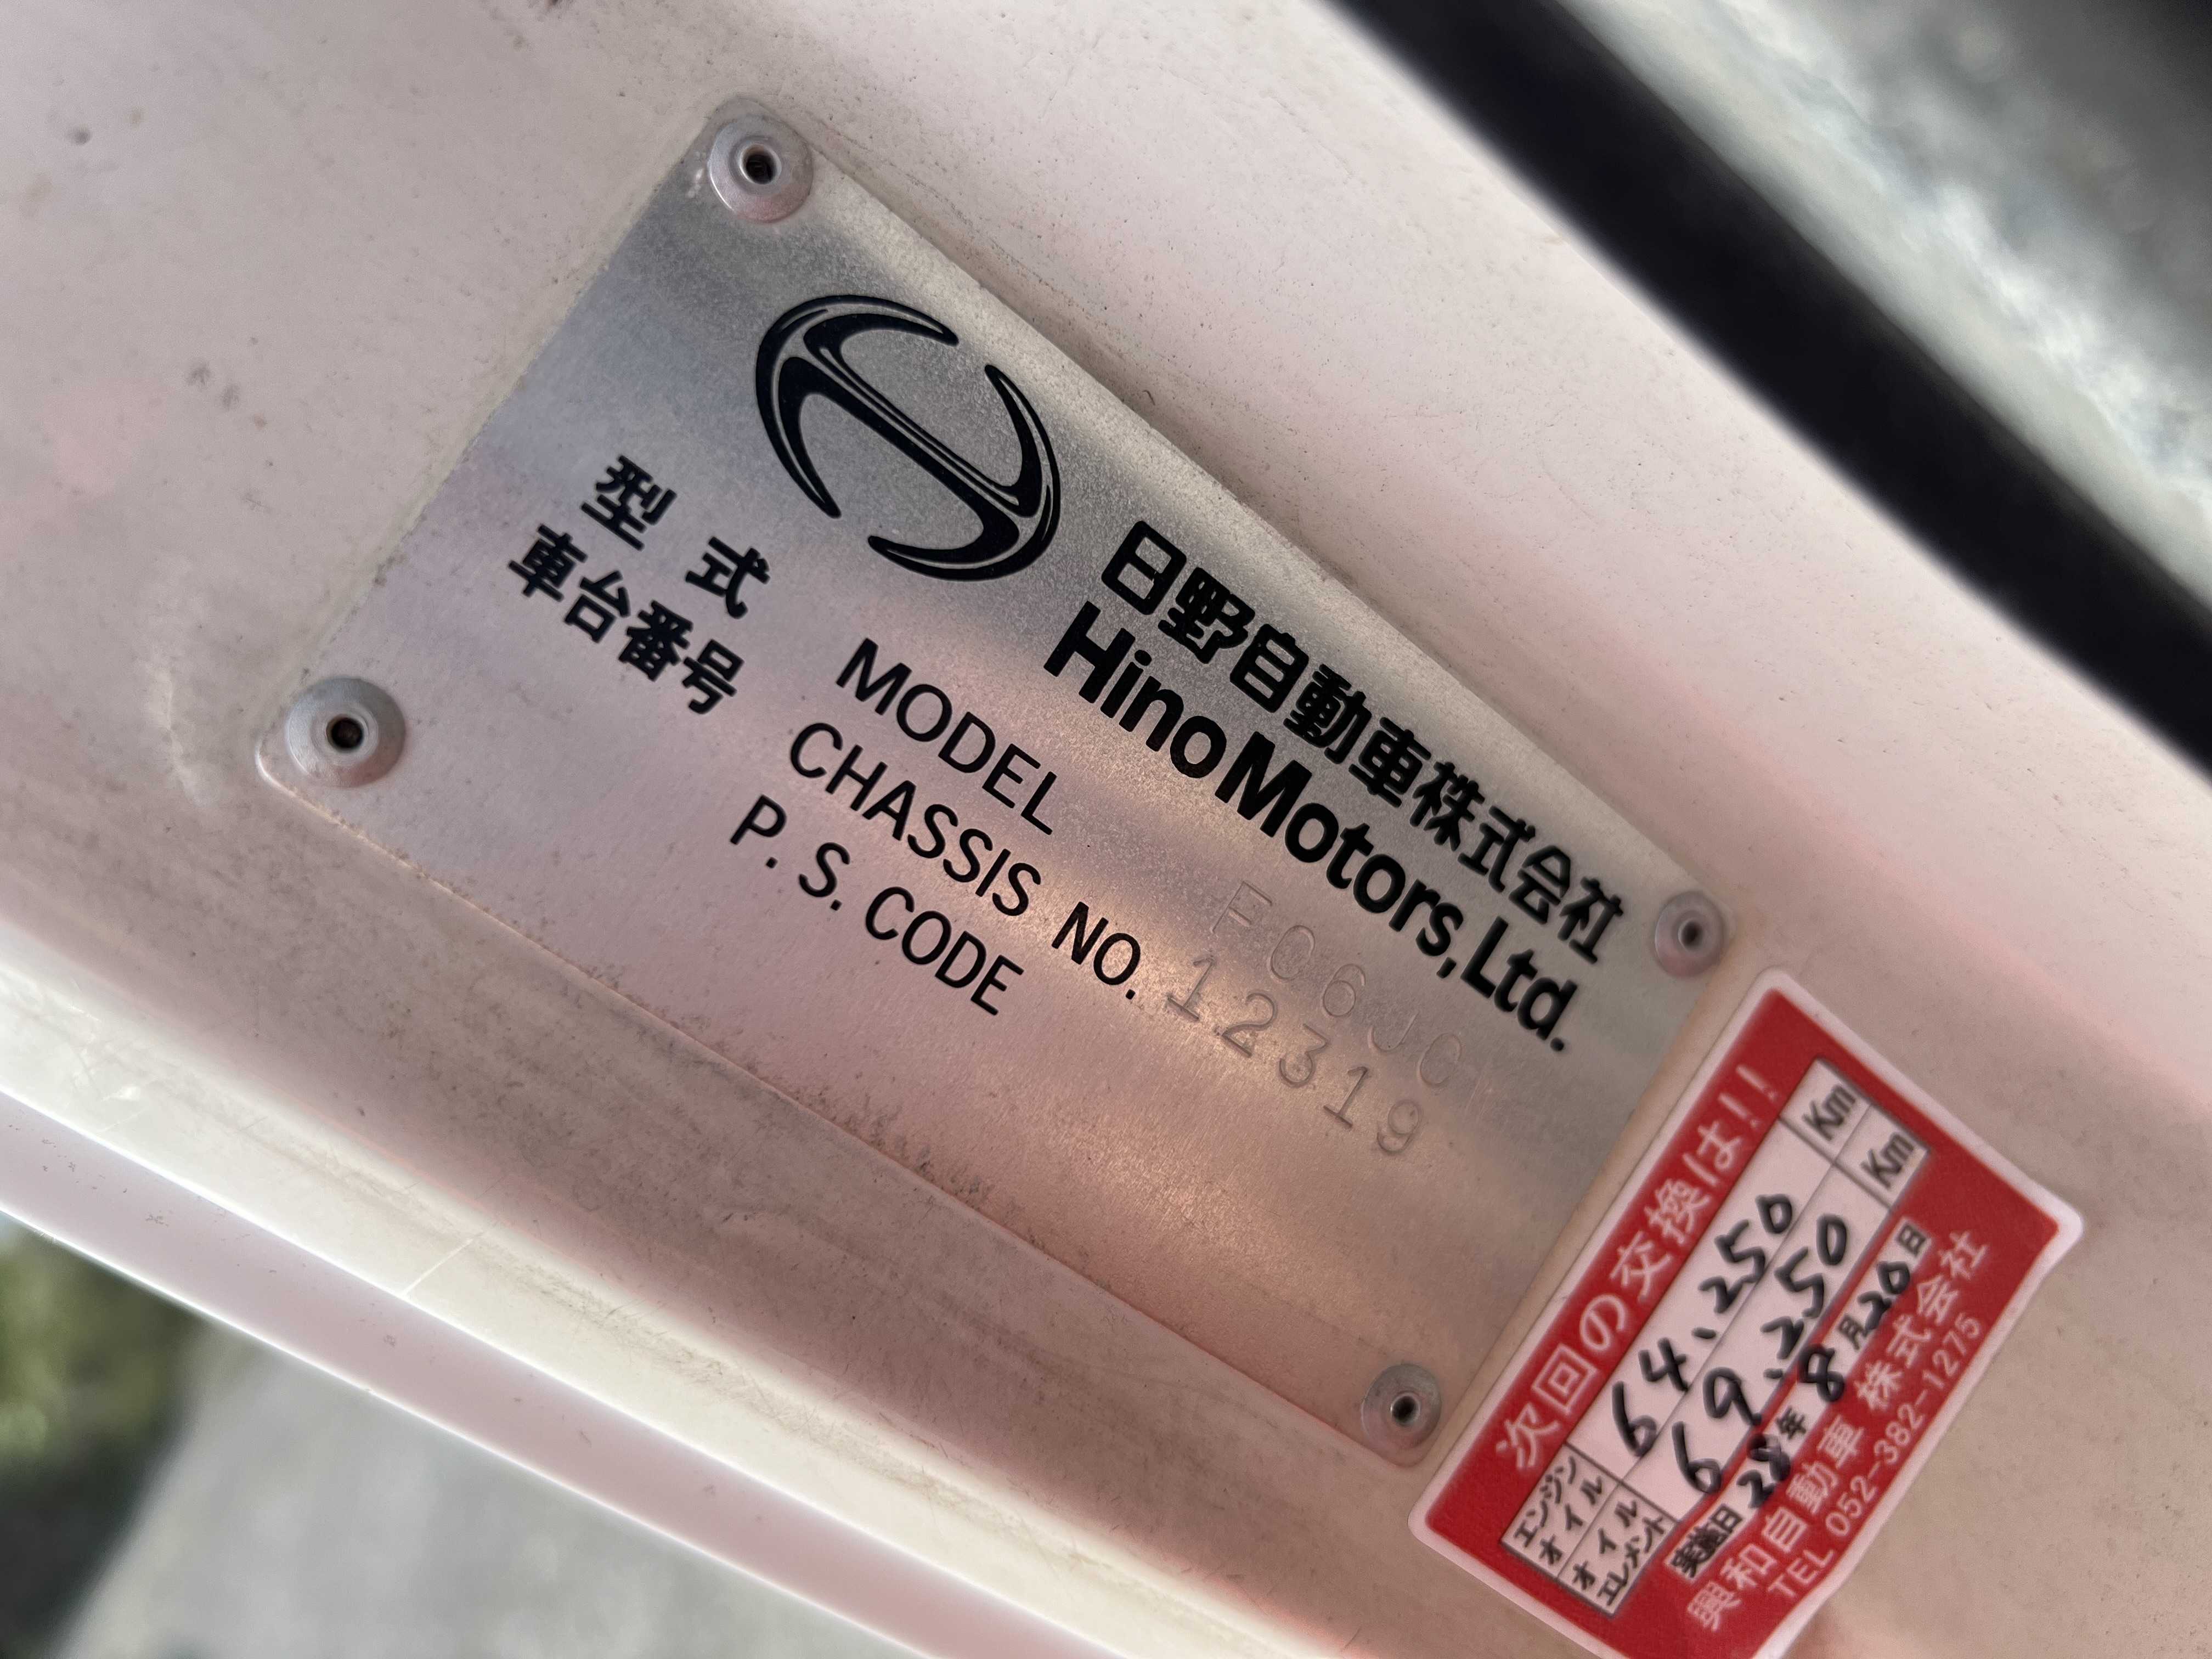 日野自動車株式会社
Hino Motors, Ltd.
型式 MODEL
車台番号 CHASSIS NO. 12319
P. S. CODE
次回の交換は!!
エンジンオイル 64,250 Km
オイルエレメント 69,250 Km
実施日 28年 8月 20日
興和自動車 株式会社
TEL 052-382-1275